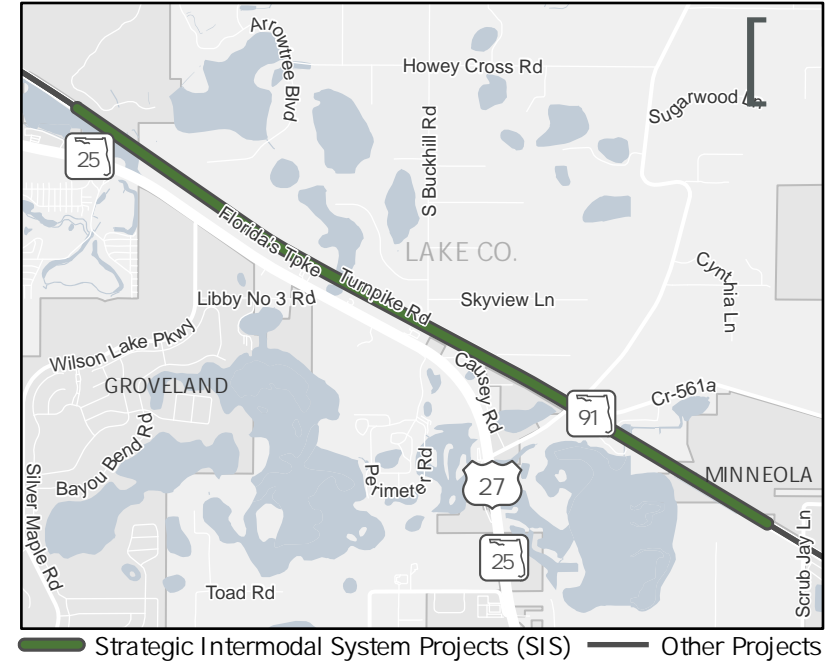 Arrowtree Blvd
Howey Cross Rd
Sugarwood Ln
25
S Buckhill Rd
Florida's Tpke
LAKE CO.
Turnpike Rd
Cynthia Ln
Libby No 3 Rd
Skyview Ln
Wilson Lake Pkwy
GROVELAND
Causey Rd
Cr-561a
91
Bayou Bend Rd
Silver Maple Rd
Perimeter Rd
27
MINNEOLA
25
Scrub Jay Ln
Toad Rd
Strategic Intermodal System Projects (SIS)
Other Projects